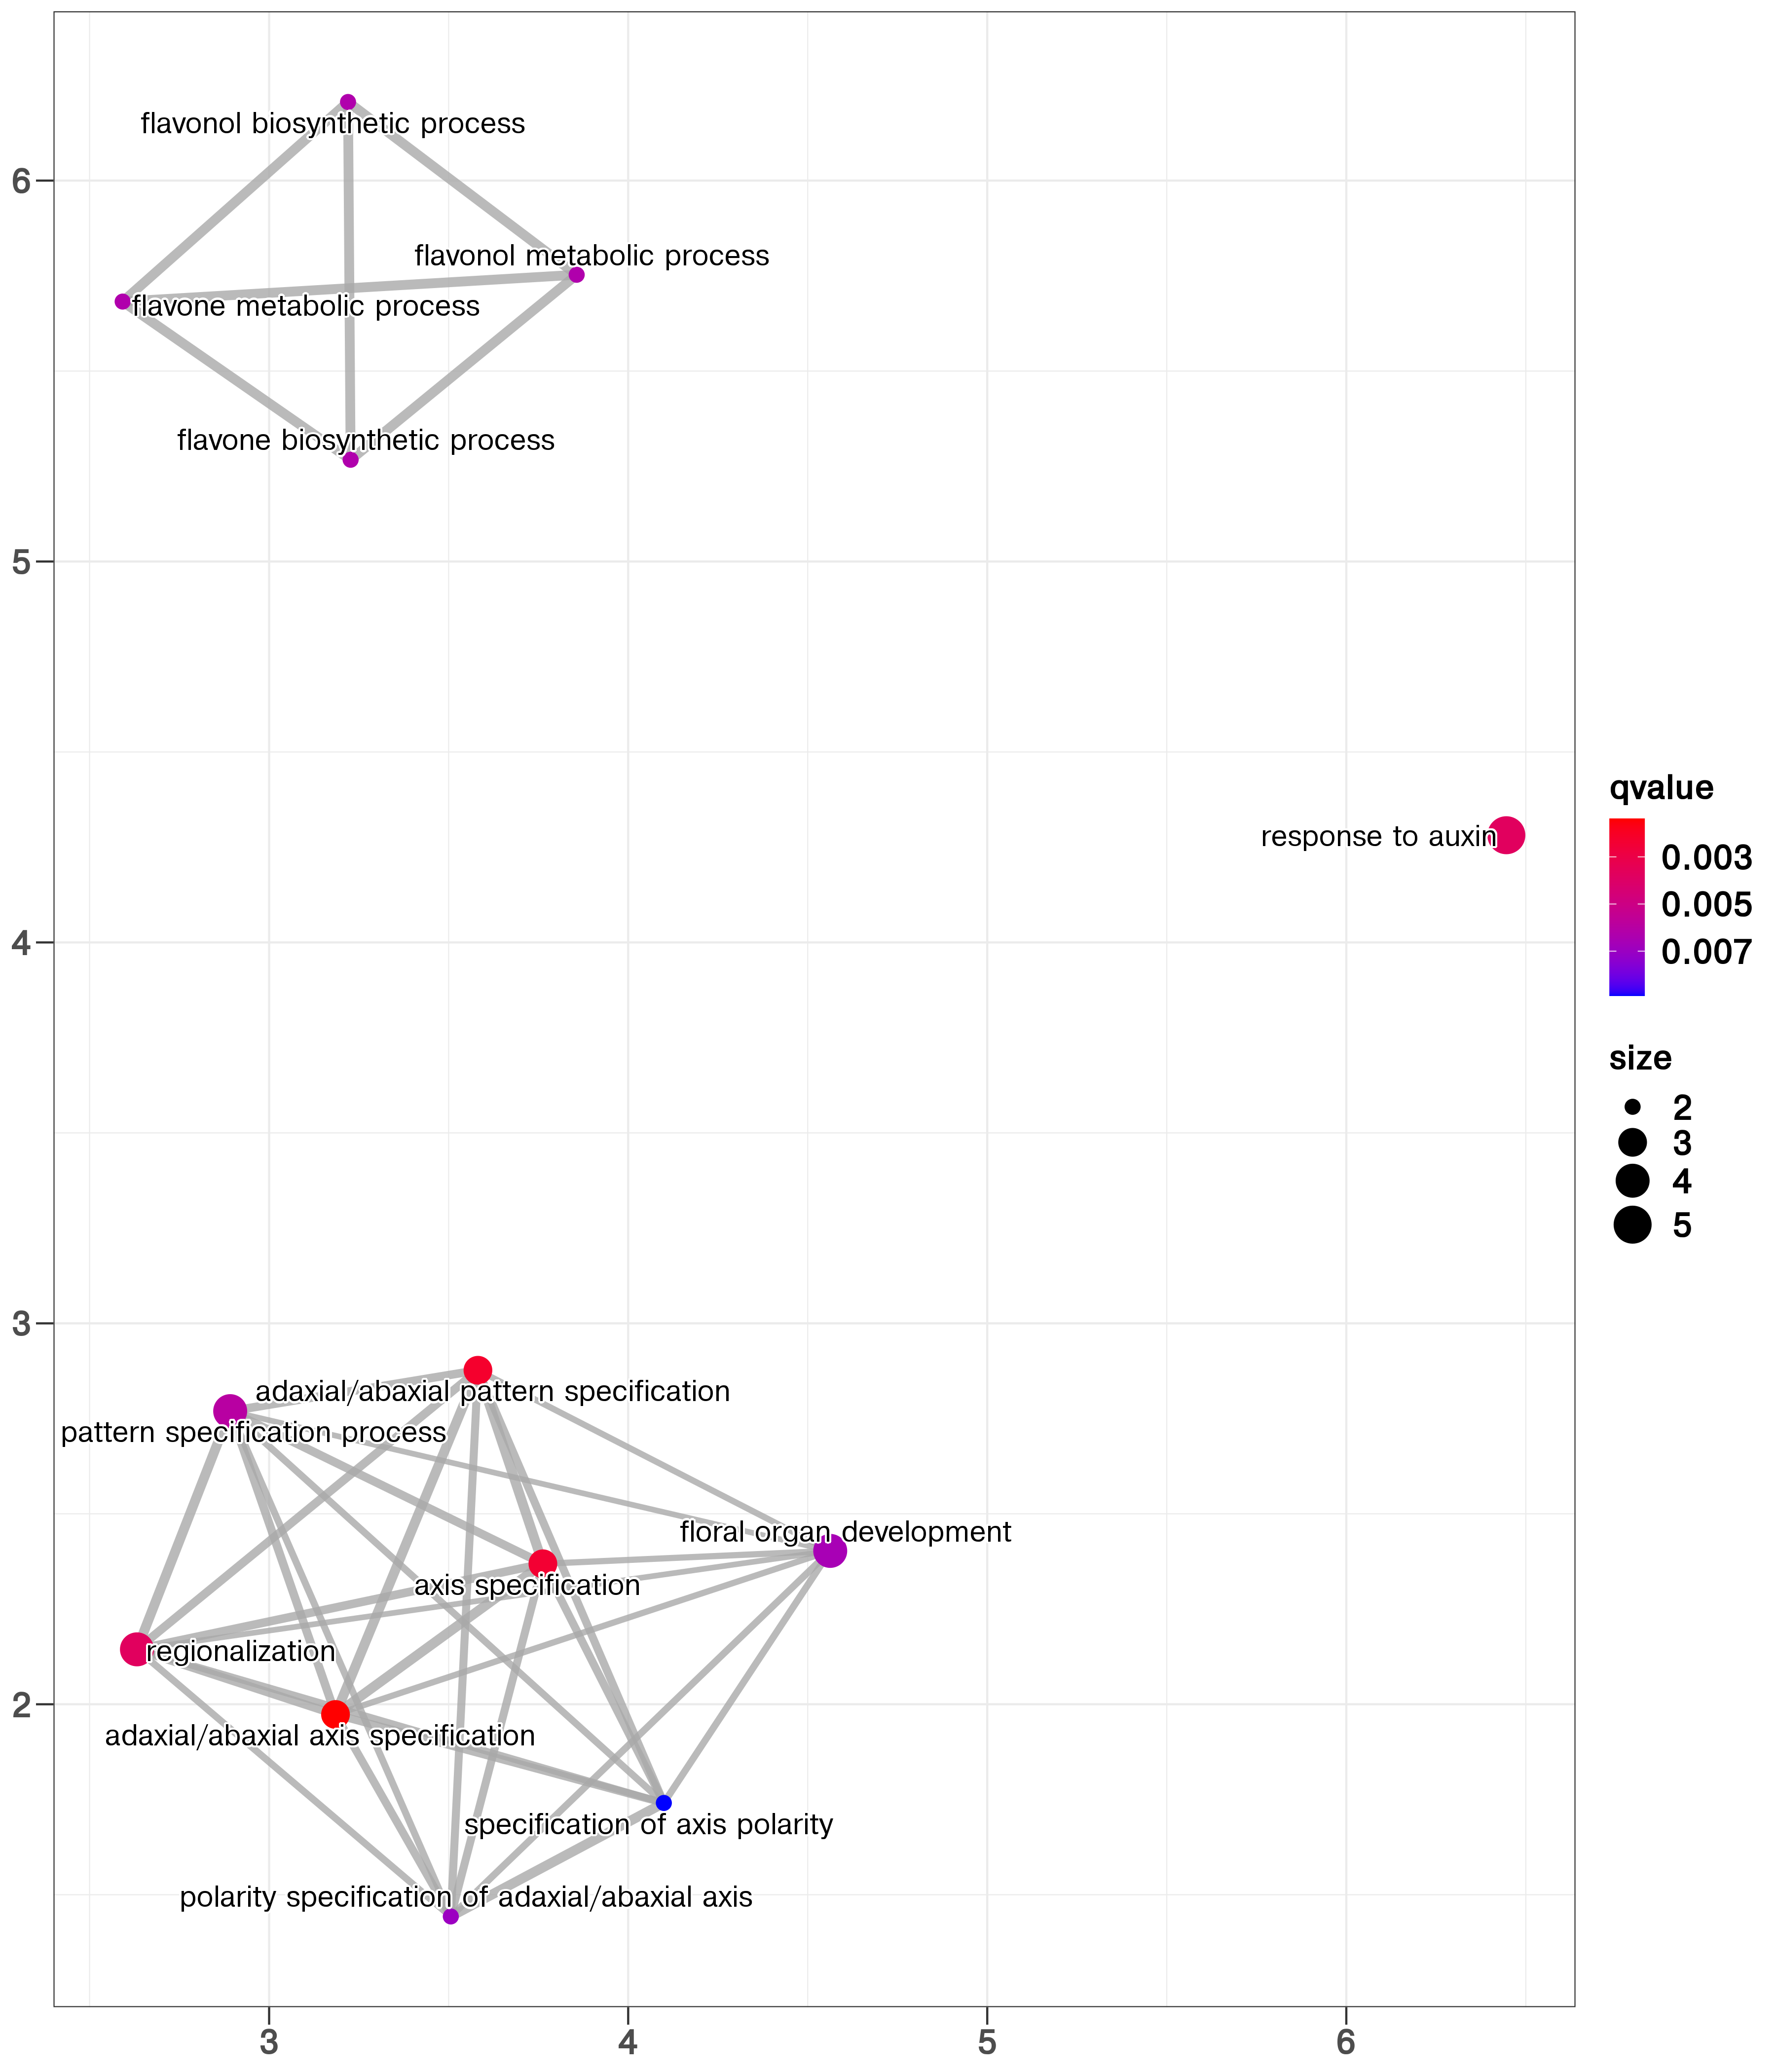 flavonol biosynthetic process
6
flavonol metabolic process
flavone metabolic process
flavone biosynthetic process
5
qvalue
response to auxin
0.003
0.005
4
0.007
size
2
3
4
5
3
adaxial/abaxial pattern specification
pattern specification process
floral organ development
axis specification
regionalization
2
adaxial/abaxial axis specification
specification of axis polarity
polarity specification of adaxial/abaxial axis
3
4
5
6